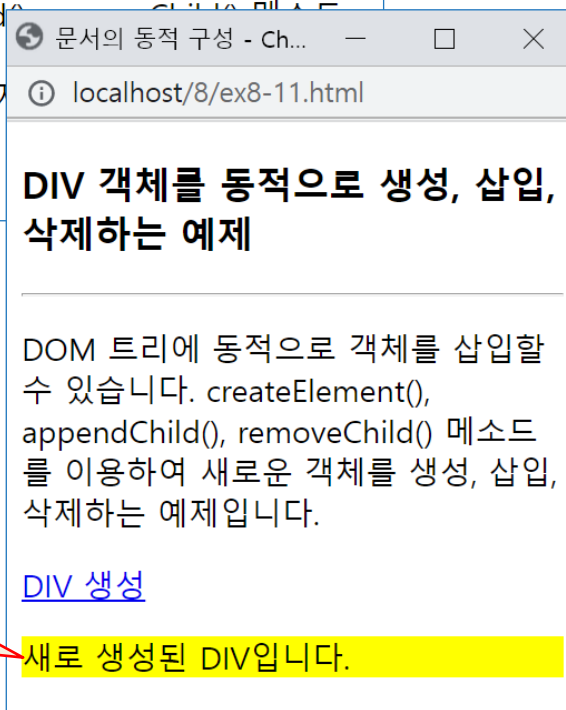 문서의 동적 구성 - Ch...
localhost/8/ex8-11.html
DIV 객체를 동적으로 생성, 삽입,
삭제하는 예제
DOM 트리에 동적으로 객체를 삽입할
수 있습니다. createElement(),
appendChild(), removeChild() 메소드
를 이용하여 새로운 객체를 생성, 삽입,
삭제하는 예제입니다.
DIV 생성
새로 생성된 DIV입니다.